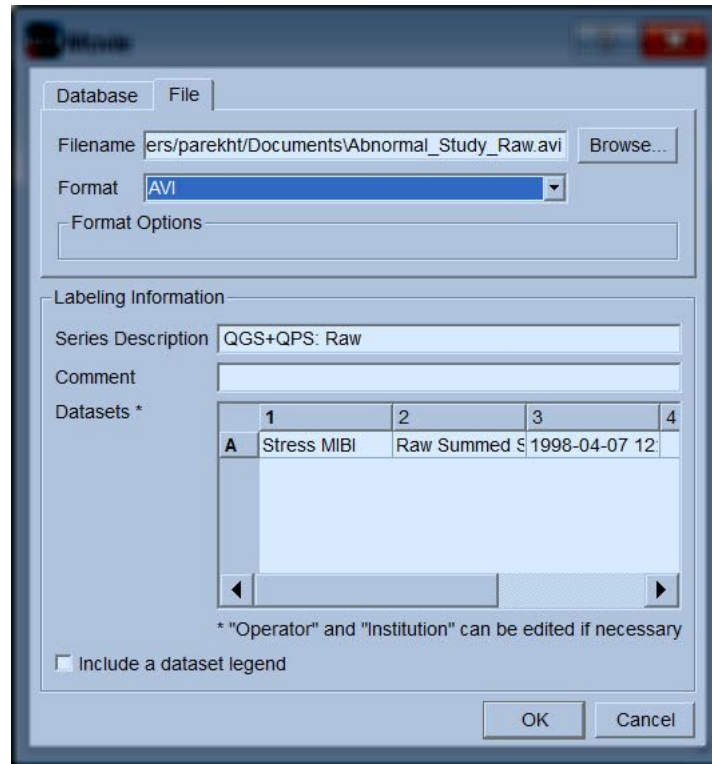 Movie
Database File
Filename ers/parekht/Documents\Abnormal_Study_Raw.avi Browse...
Format AVI
Format Options
Labeling Information
Series Description QGS+QPS: Raw
Comment
Datasets *
1 2 3 4
A Stress MIBI Raw Summed S 1998-04-07 12:
* "Operator" and "Institution" can be edited if necessary
Include a dataset legend
OK Cancel